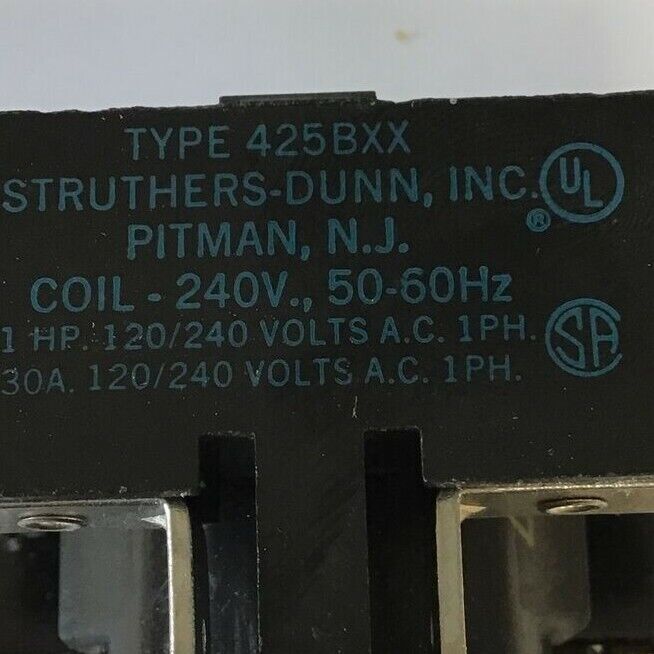 TYPE 425BXX
STRUTHERS-DUNN, INC.
UL
®
PITMAN, N.J.
COIL - 240V., 50-60Hz
1 HP. 120/240 VOLTS A.C. 1PH.
SA
30A. 120/240 VOLTS A.C. 1PH.